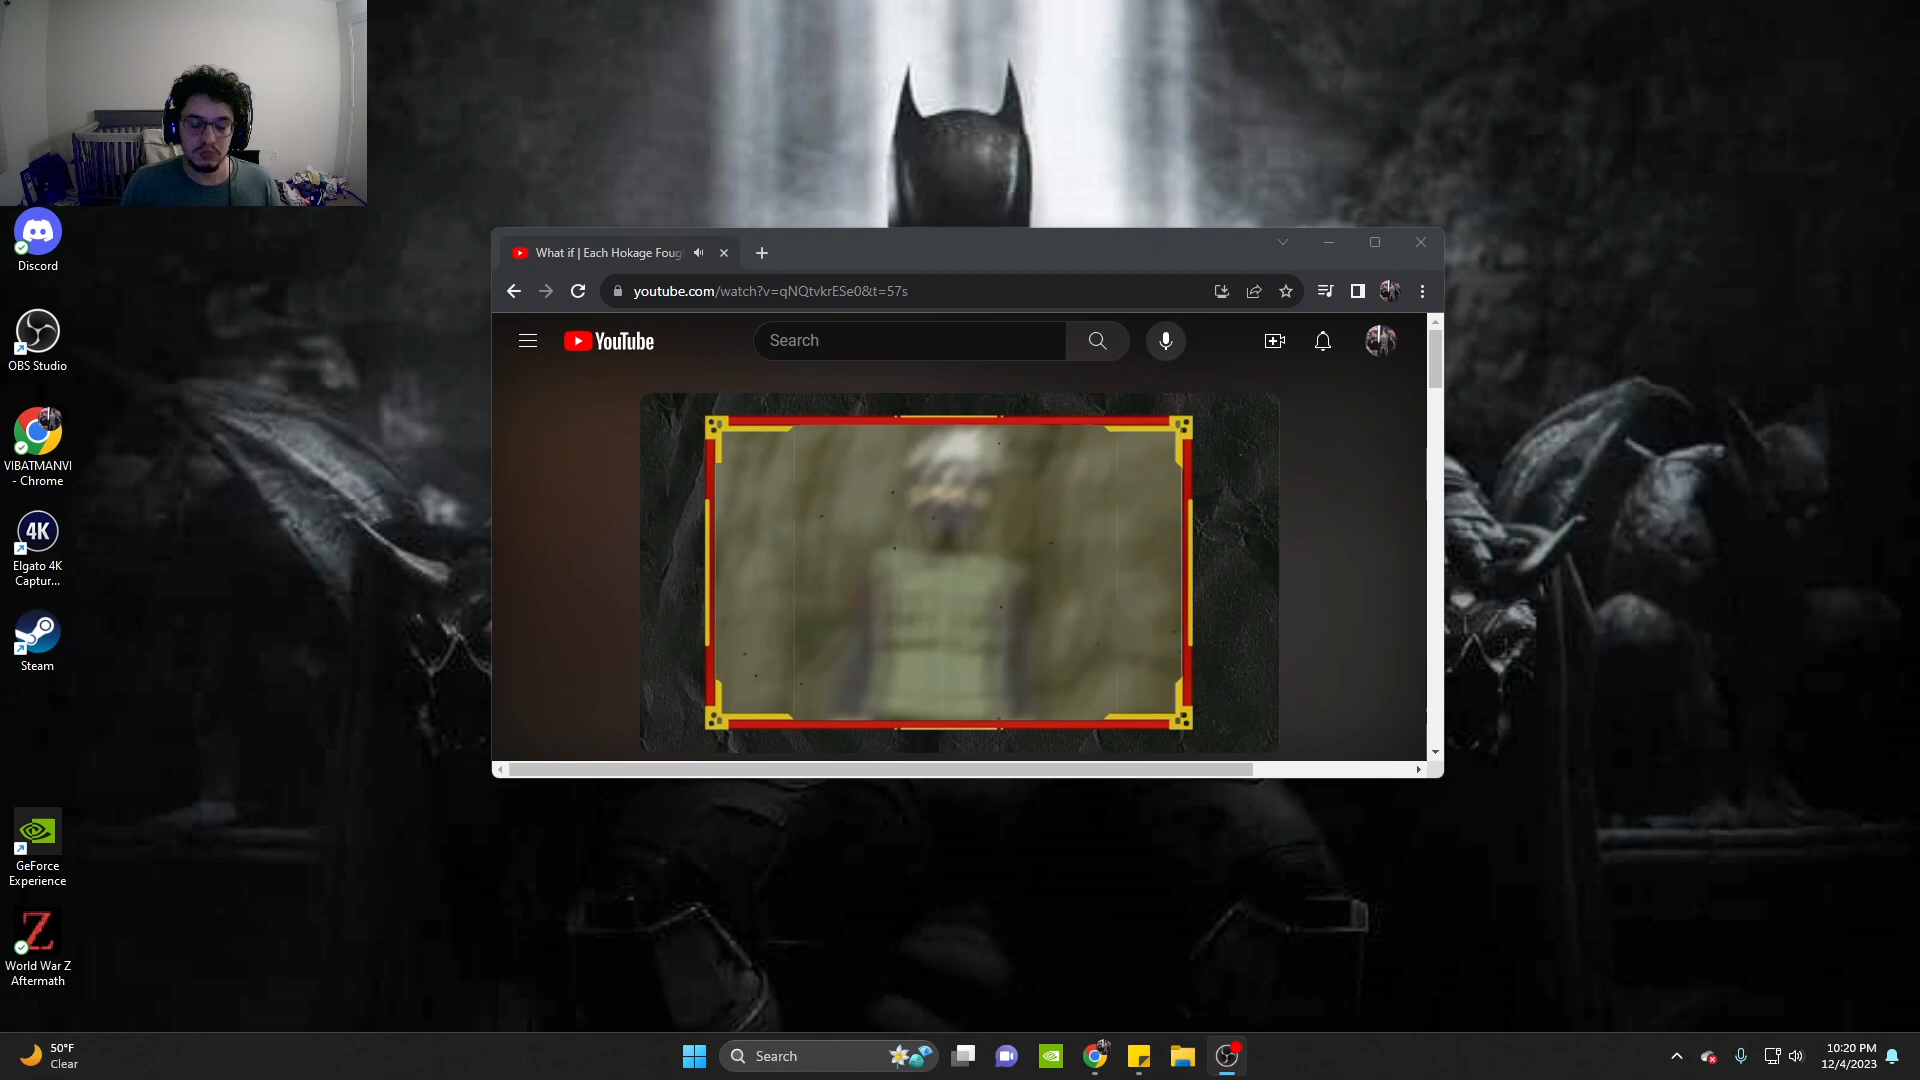 Discord
OBS Studio
VIBATMANVI
- Chrome
4K
Elgato 4K
Captur...
Steam
GeForce
Experience
Z
World War Z
Aftermath
What if | Each Hokage Foug
youtube.com/watch?v=qNQtvkrESe0&t=57s
YouTube
Search
50°F
Clear
Search
10:20 PM
12/4/2023